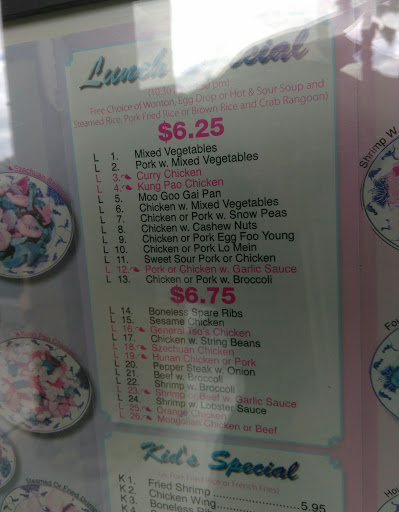 Lunch Special
Free Choice of Wonton, Egg Drop or Hot & Sour Soup and
Steamed Rice, Pork Fried Rice or Brown Rice and Crab Rangoon)
$6.25
L 1. Mixed Vegetables
L 2. Pork w. Mixed Vegetables
L 3. Curry Chicken
L 4. Kung Pao Chicken
L 5. Moo Goo Gai Pan
L 6. Chicken w. Mixed Vegetables
L 7. Chicken or Pork w. Snow Peas
L 8. Chicken w. Cashew Nuts
L 9. Chicken or Pork Egg Foo Young
L 10. Chicken or Pork Lo Mein
L 11. Sweet Sour Pork or Chicken
L 12. Pork or Chicken w. Garlic Sauce
L 13. Chicken or Pork w. Broccoli
$6.75
L 14. Boneless Spare Ribs
L 15. Sesame Chicken
L 16. General Tso's Chicken
L 17. Chicken w. String Beans
L 18. Szechuan Chicken
L 19. Hunan Chicken or Pork
L 20. Pepper Steak w. Onion
L 21. Beef w. Broccoli
L 22. Shrimp w. Broccoli
L 23. Shrimp or Beef w. Garlic Sauce
L 24. Shrimp w. Lobster Sauce
L 25. Orange Chicken
L 26. Mongolian Chicken or Beef
Kid's Special
K 1. Fried Shrimp
K 2. Chicken Wing 5.95
K 3. Boneless
K 4.
Shrimp W